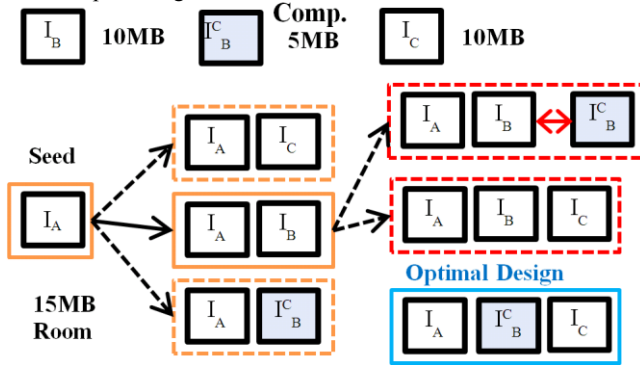 Comp.
I_B 10MB I^C_B 5MB I_C 10MB
I_A I_B I^C_B
I_A I_C
Seed
I_A I_A I_B I_A I_B I_C
Optimal Design
15MB
Room
I_A I^C_B I_A I^C_B I_C